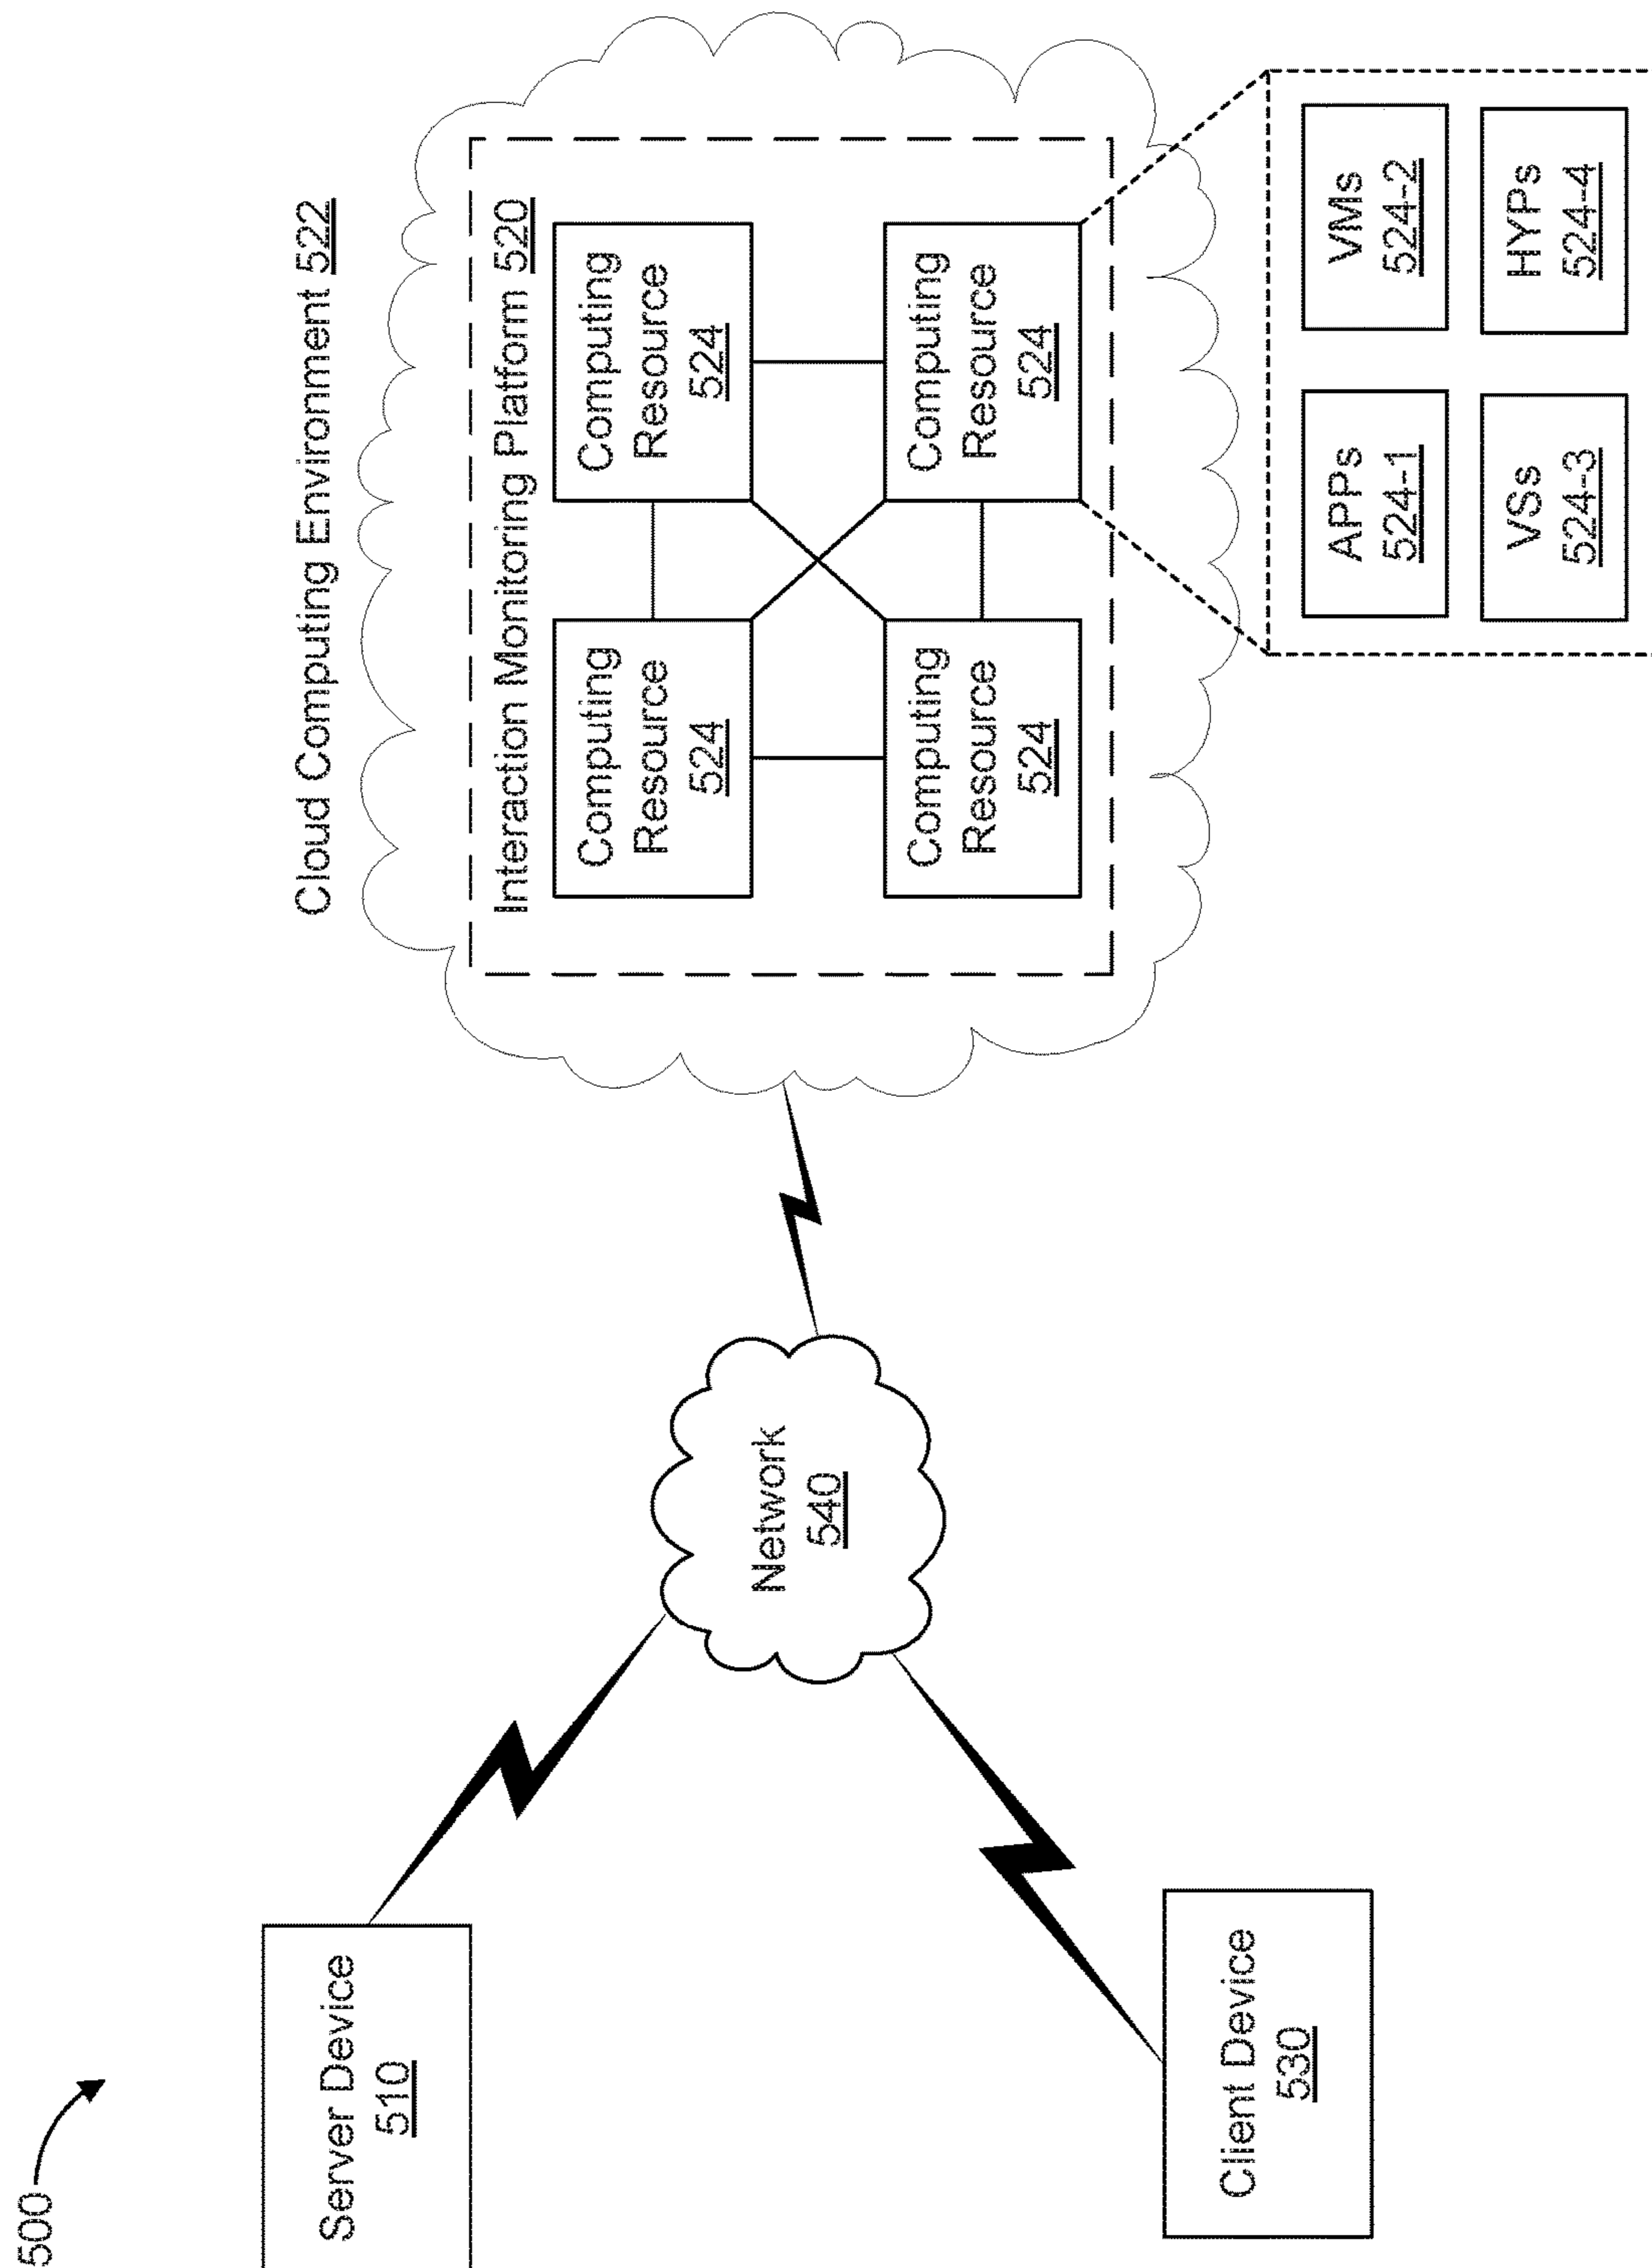 500
Cloud Computing Environment 522
Interaction Monitoring Platform 520
Server Device
510
Computing
Resource
524
Computing
Resource
524
Network
540
Computing
Resource
524
Computing
Resource
524
Client Device
530
APPs
524-1
VMs
524-2
VSs
524-3
HYPs
524-4